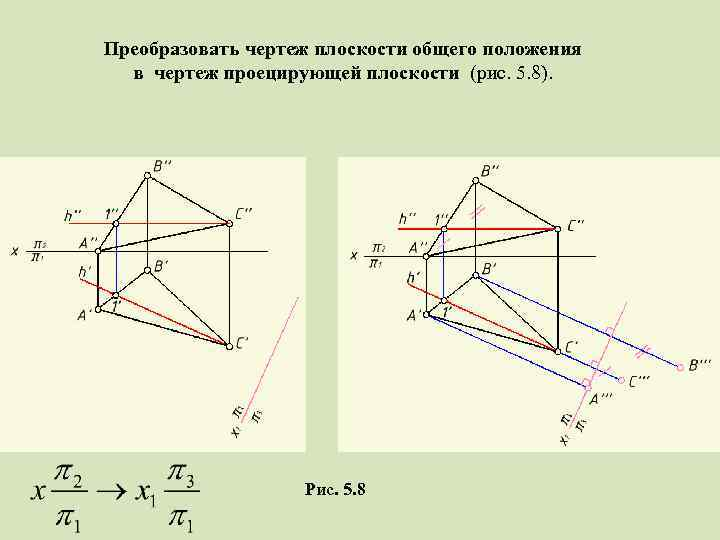 Преобразовать чертеж плоскости общего положения
в чертеж проецирующей плоскости (рис. 5.8).
B′′
h′′ 1′′ C′′
x π₂/π₁ A′′
h′ B′
A′ 1′
C′
x₁ π₁ π₃
B′′
h′′ 1′′ C′′
x π₂/π₁ A′′
h′ B′
A′ 1′
C′
B′′′
C′′′
A′′′
x₁ π₁ π₃
x π₂/π₁ → x₁ π₃/π₁
Рис. 5.8